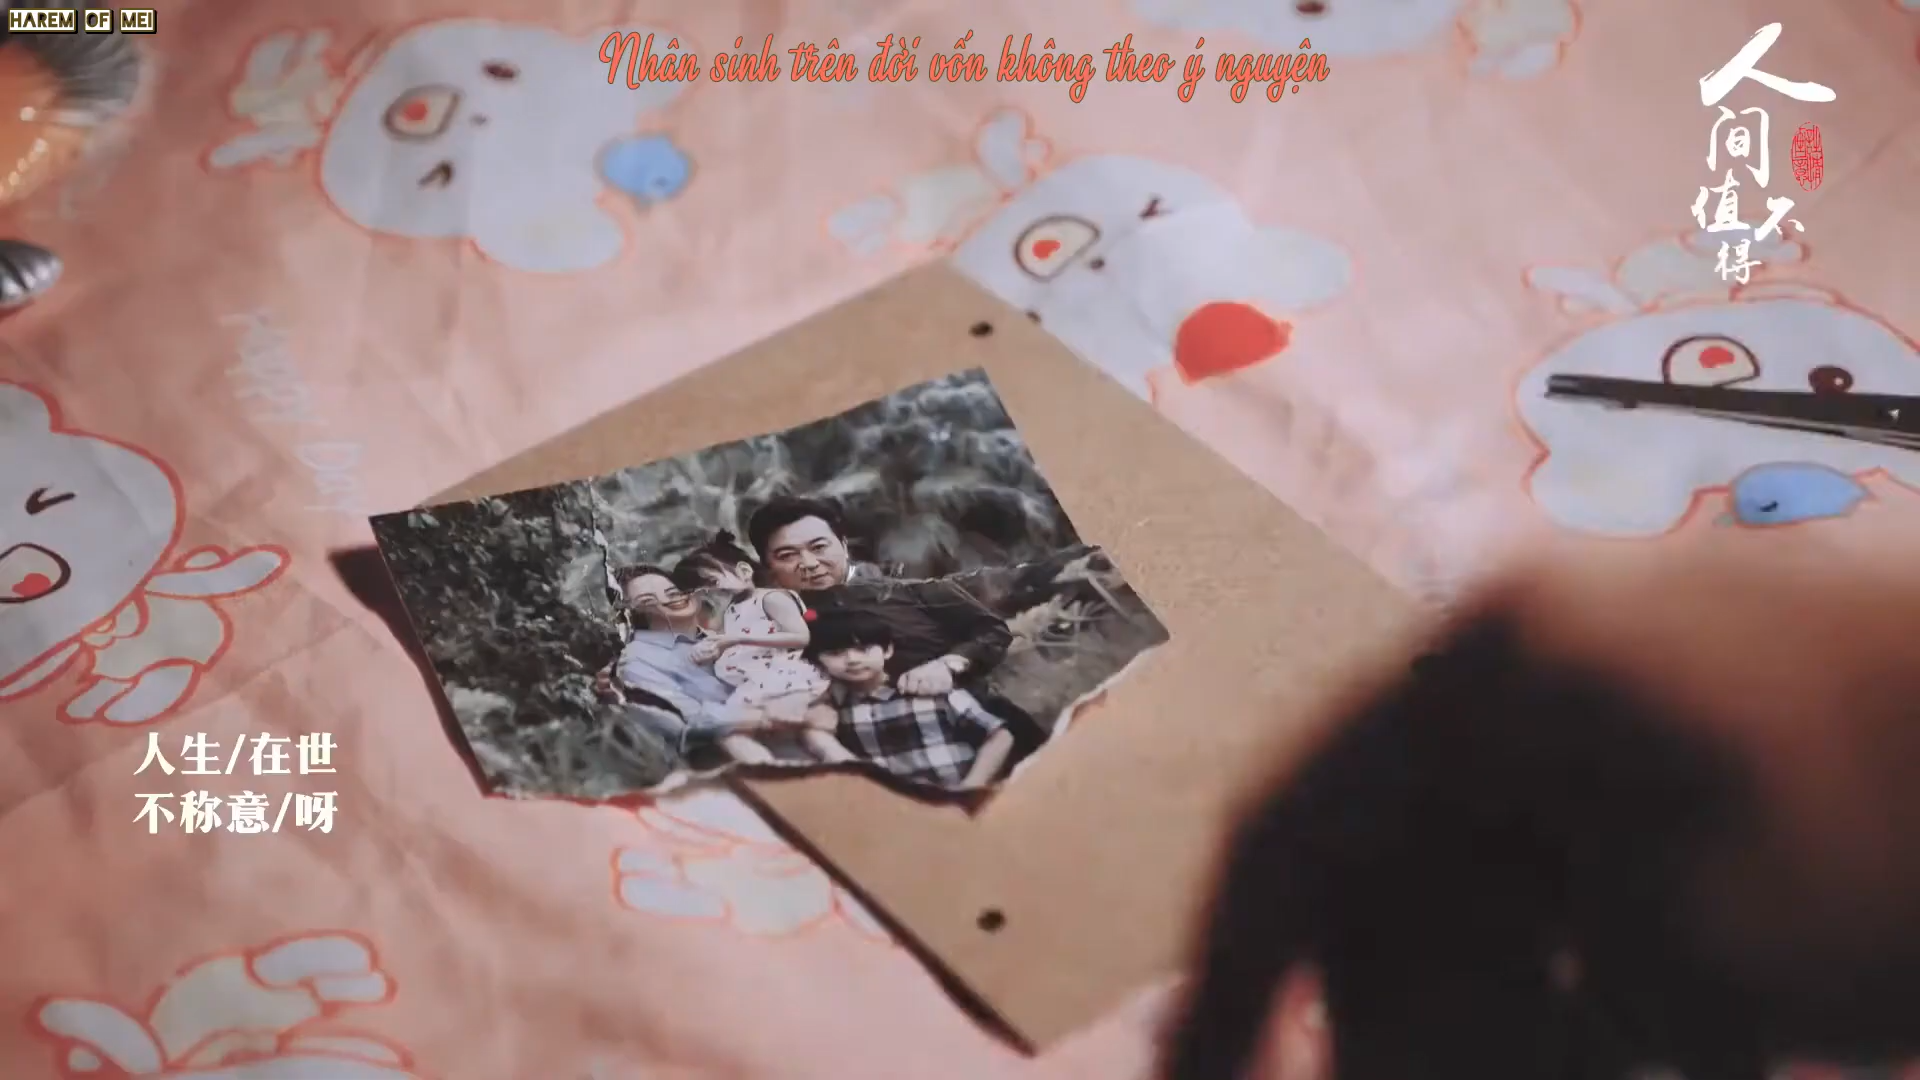 HAREM OF MEI
Nhân sinh trên đời vốn không theo ý nguyện
人间不值得
人生/在世
不称意/呀